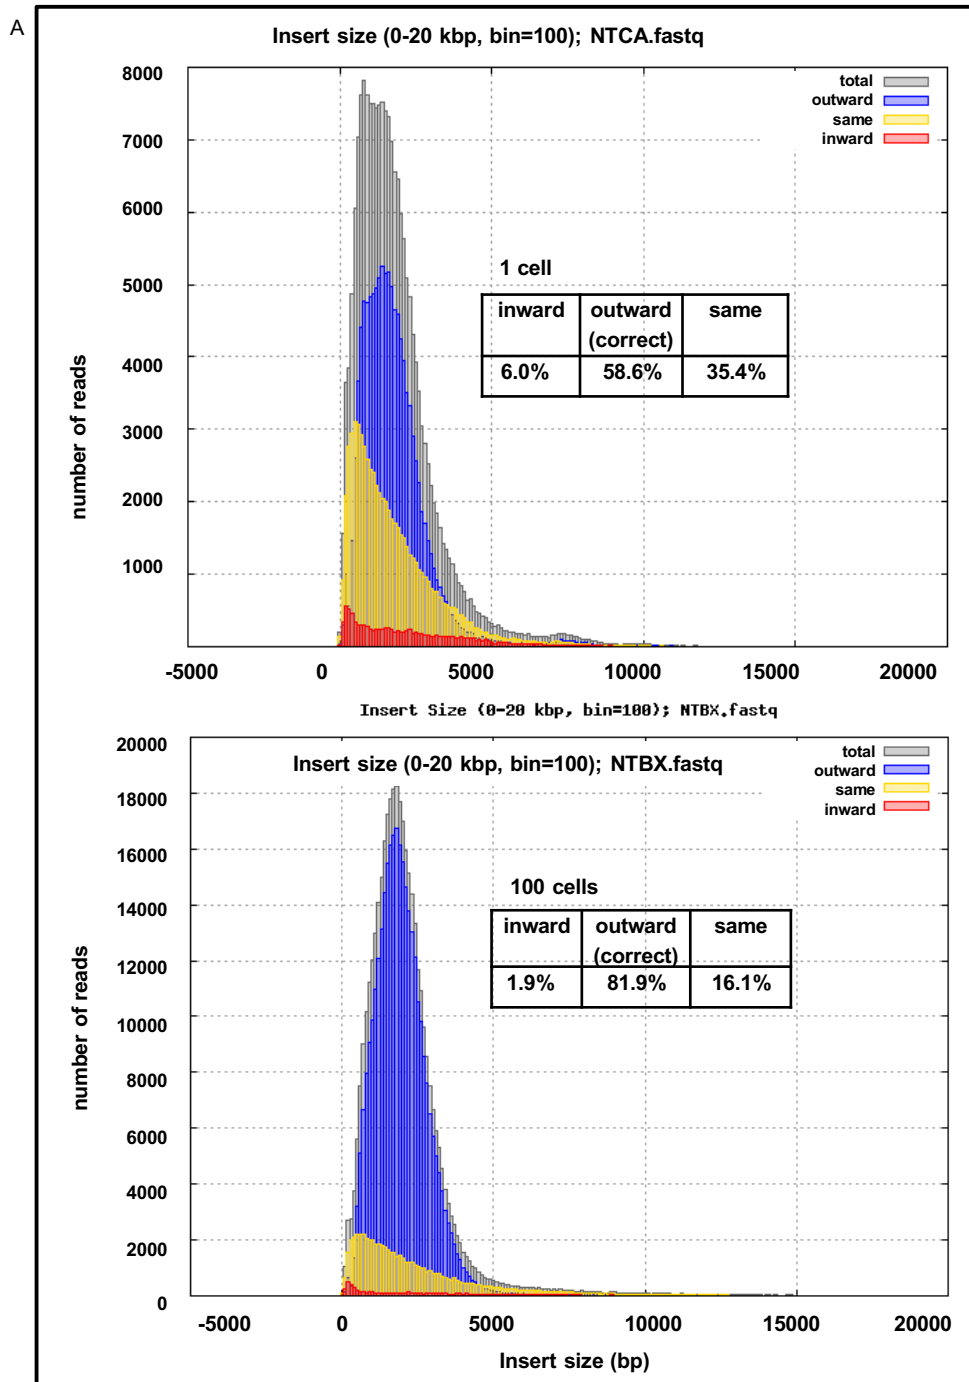 A
Insert size (0-20 kbp, bin=100); NTCA.fastq
8000
7000
6000
5000
4000
3000
2000
1000
number of reads
total
outward
same
inward
1 cell
inward outward same
(correct)
6.0% 58.6% 35.4%
-5000 0 5000 10000 15000 20000
Insert Size (0-20 kbp, bin=100); NTBX.fastq
Insert size (0-20 kbp, bin=100); NTBX.fastq
20000
18000
16000
14000
12000
10000
8000
6000
4000
2000
0
number of reads
total
outward
same
inward
100 cells
inward outward same
(correct)
1.9% 81.9% 16.1%
-5000 0 5000 10000 15000 20000
Insert size (bp)